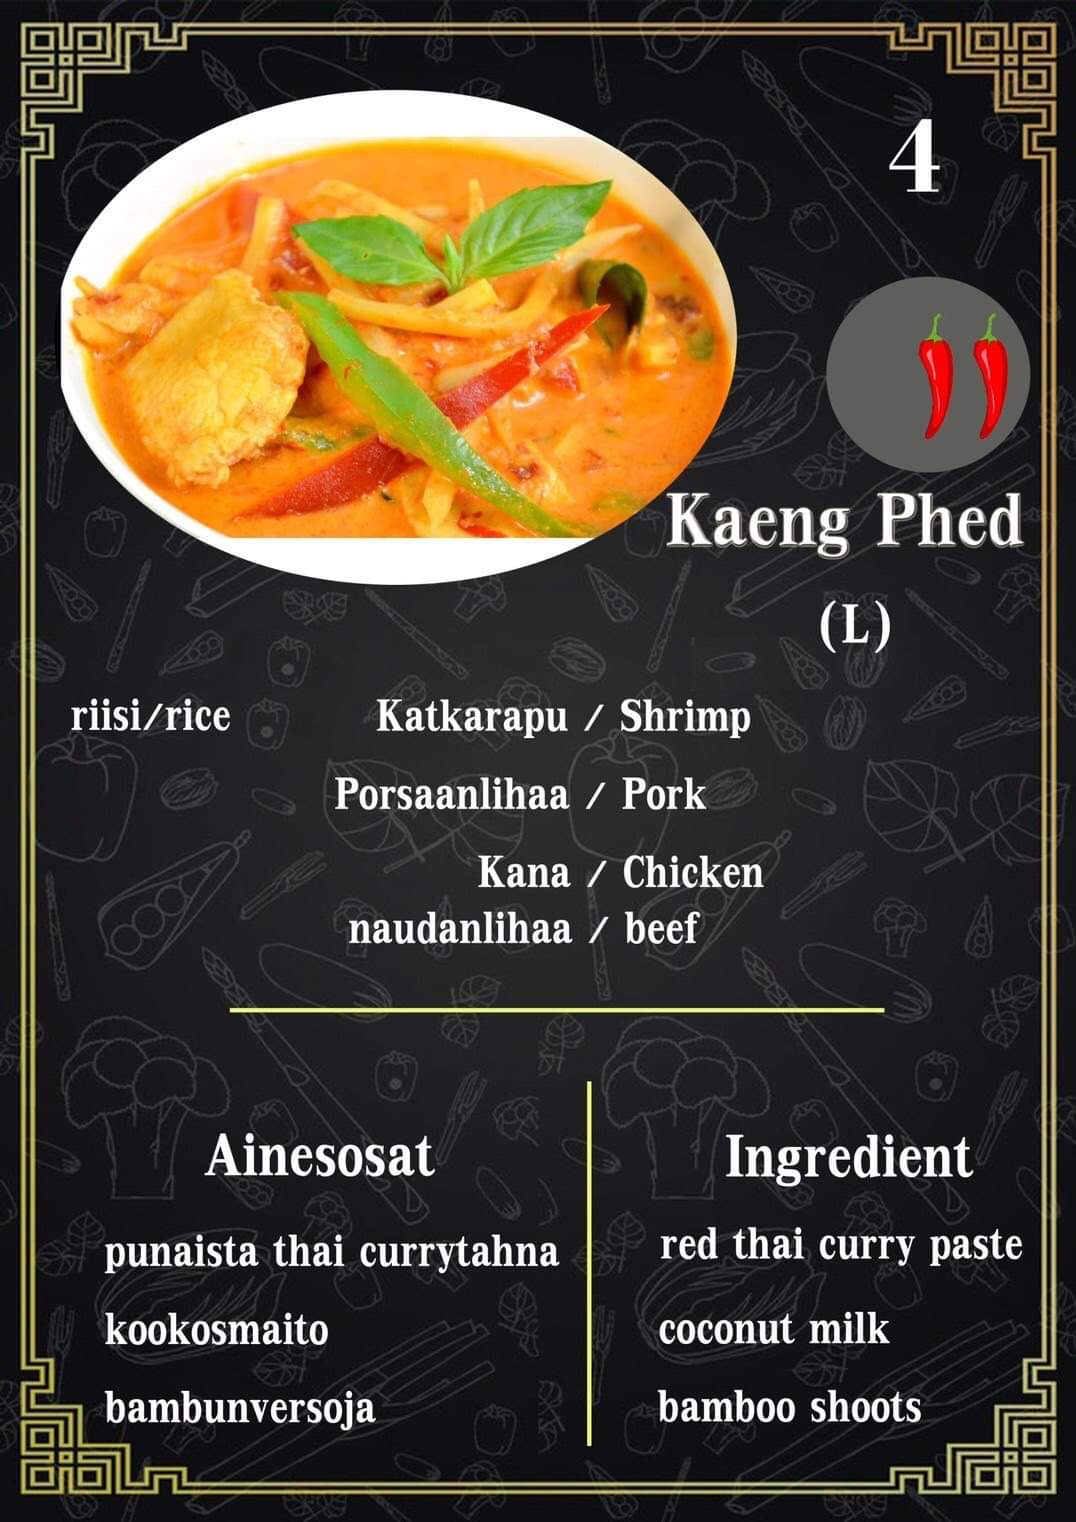 4
Kaeng Phed
(L)
riisi/rice
Katkarapu / Shrimp
Porsaanlihaa / Pork
Kana / Chicken
naudanlihaa / beef
Ainesosat
punaista thai currytahna
kookosmaito
bambunversoja
Ingredient
red thai curry paste
coconut milk
bamboo shoots